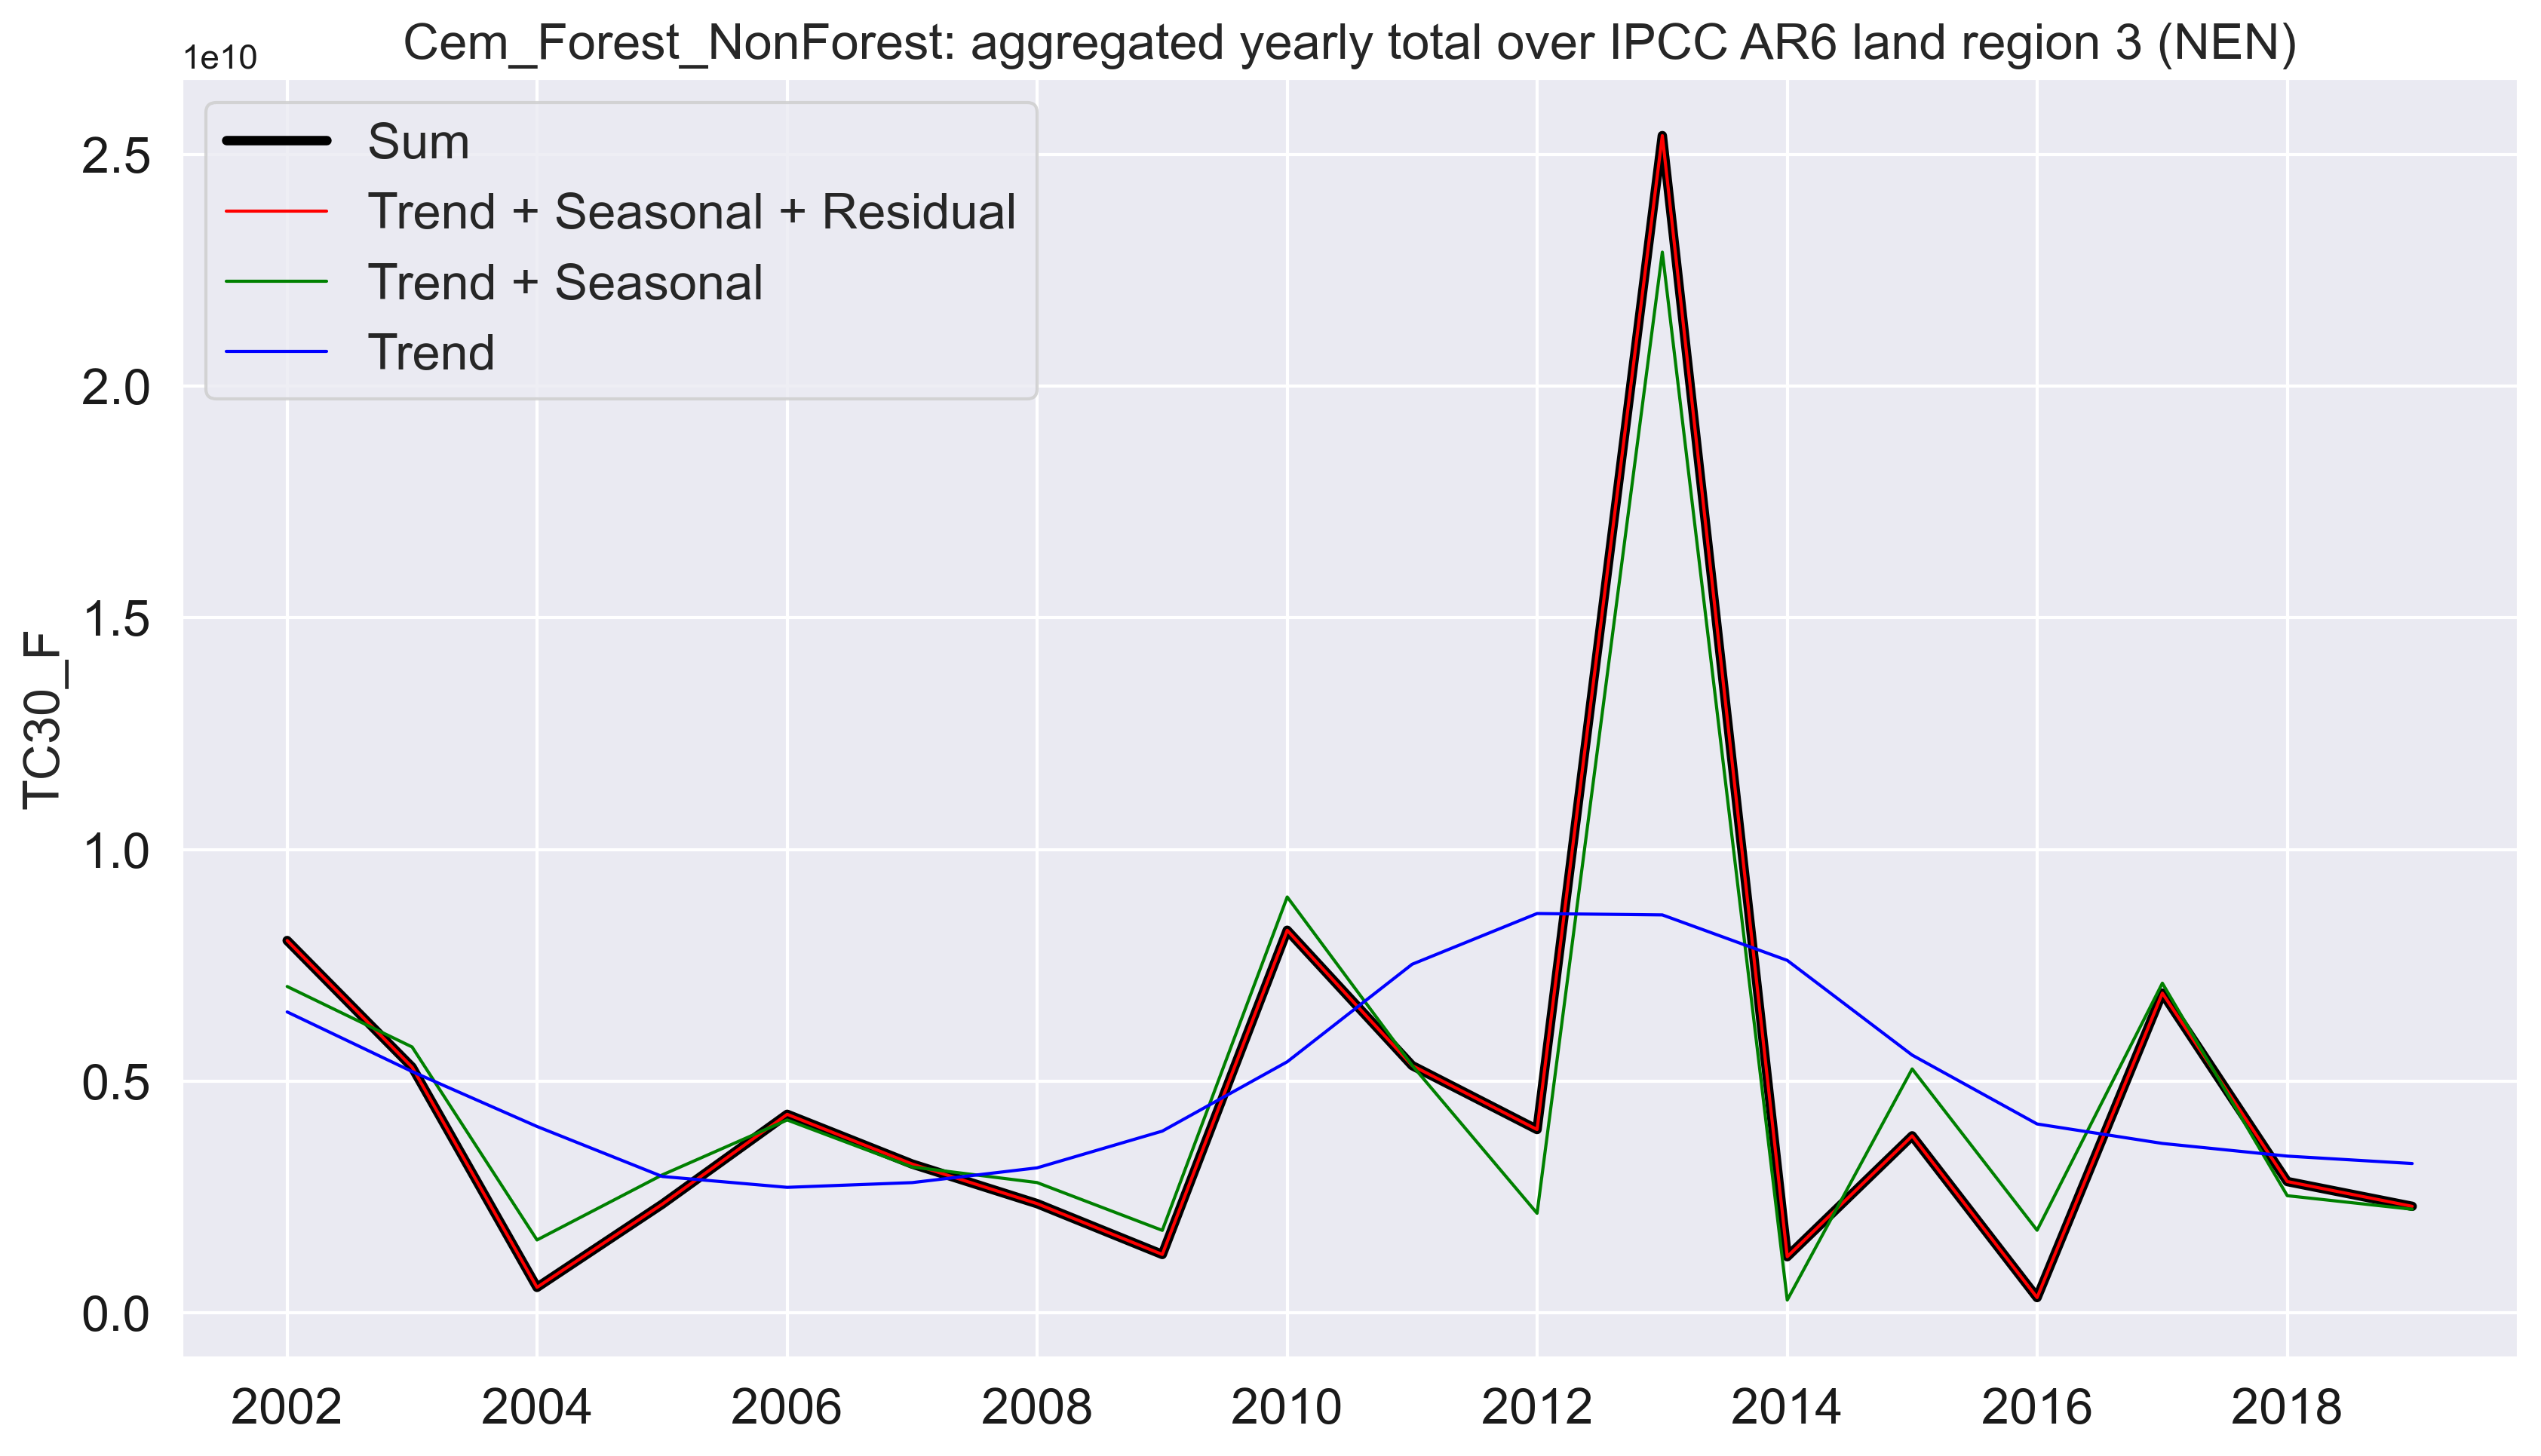 Cem_Forest_NonForest: aggregated yearly total over IPCC AR6 land region 3 (NEN)
1e10
Sum
Trend + Seasonal + Residual
Trend + Seasonal
Trend
2.5
2.0
1.5
1.0
0.5
0.0
TC30_F
2002 2004 2006 2008 2010 2012 2014 2016 2018